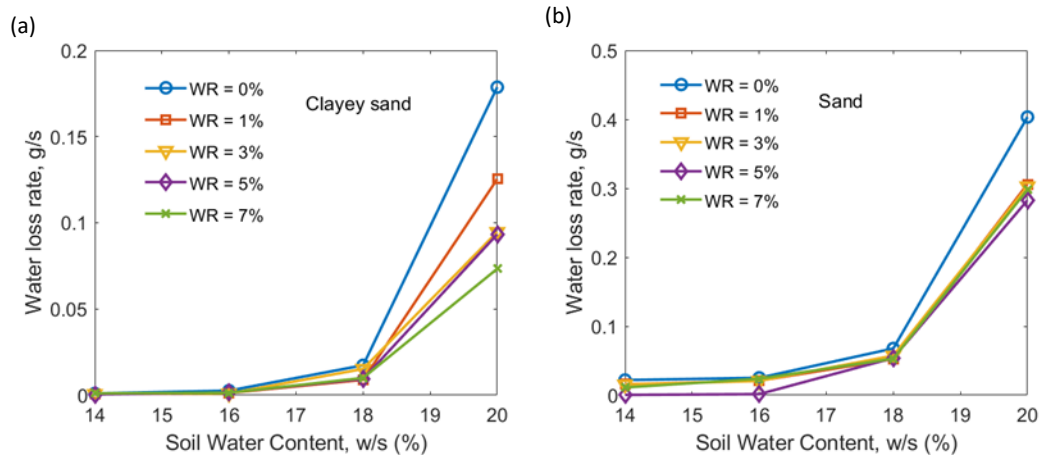 (a)
0.2
0.15
0.1
0.05
0
Water loss rate, g/s
WR = 0%
WR = 1%
WR = 3%
WR = 5%
WR = 7%
Clayey sand
14 15 16 17 18 19 20
Soil Water Content, w/s (%)
(b)
0.5
0.4
0.3
0.2
0.1
0
Water loss rate, g/s
WR = 0%
WR = 1%
WR = 3%
WR = 5%
WR = 7%
Sand
14 15 16 17 18 19 20
Soil Water Content, w/s (%)